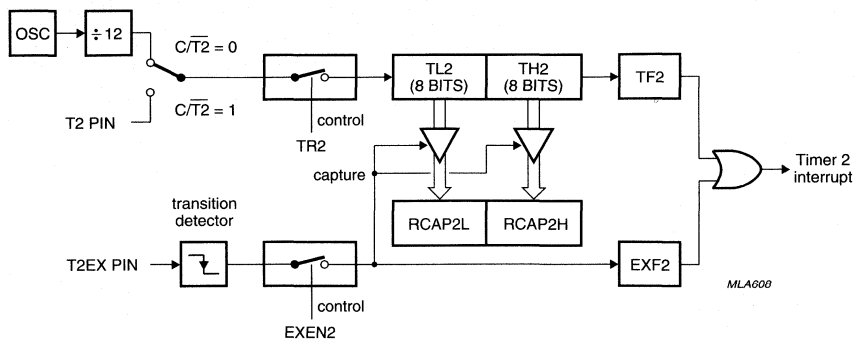 OSC
÷ 12
C/T2̅ = 0
C/T2̅ = 1
T2 PIN
control
TR2
TL2
(8 BITS)
TH2
(8 BITS)
TF2
capture
RCAP2L
RCAP2H
Timer 2
interrupt
transition
detector
T2EX PIN
control
EXEN2
EXF2
MLA608